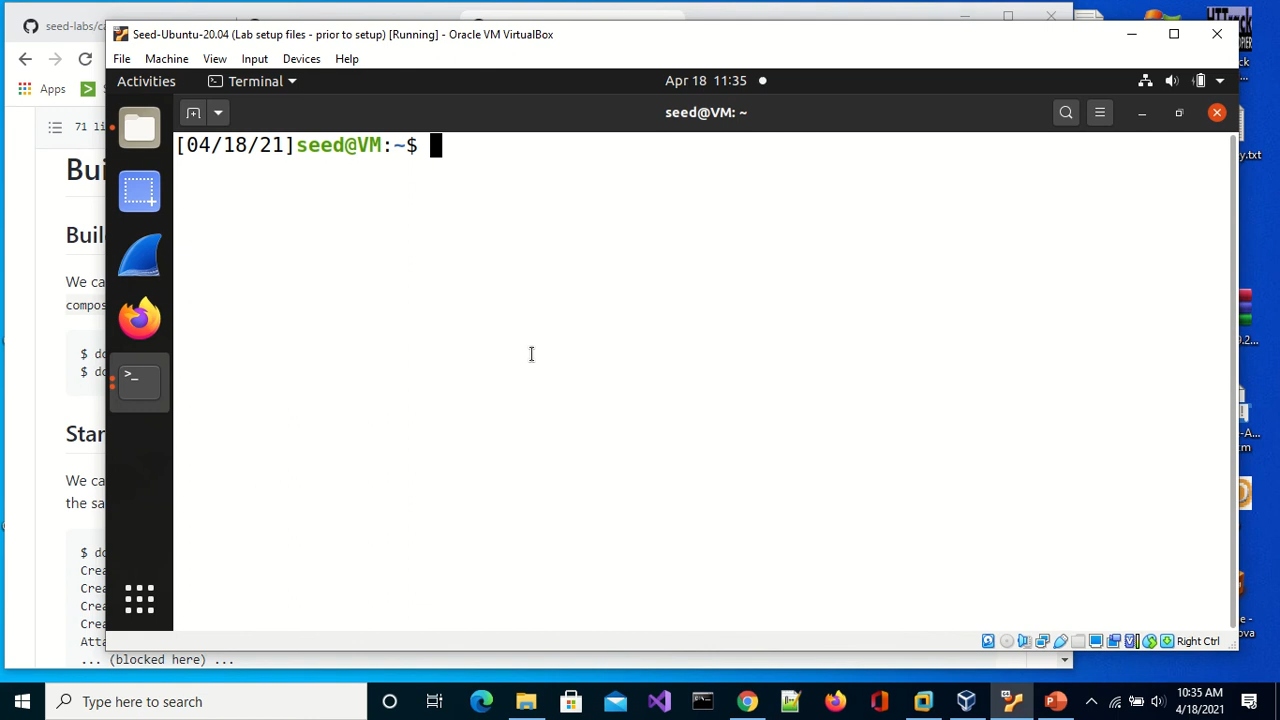 seed-labs/ca
Seed-Ubuntu-20.04 (Lab setup files - prior to setup) [Running] - Oracle VM VirtualBox
File Machine View Input Devices Help
Activities Terminal Apr 18 11:35
Apps
seed@VM: ~
71 li
[04/18/21]seed@VM:~$
Bui
Buil
We ca
compos
$ do
$ do
Star
We ca
the sa
$ do
Crea
Crea
Crea
Crea
Atta
... (blocked here) ...
y.txt
Right Ctrl
Type here to search
10:35 AM
4/18/2021